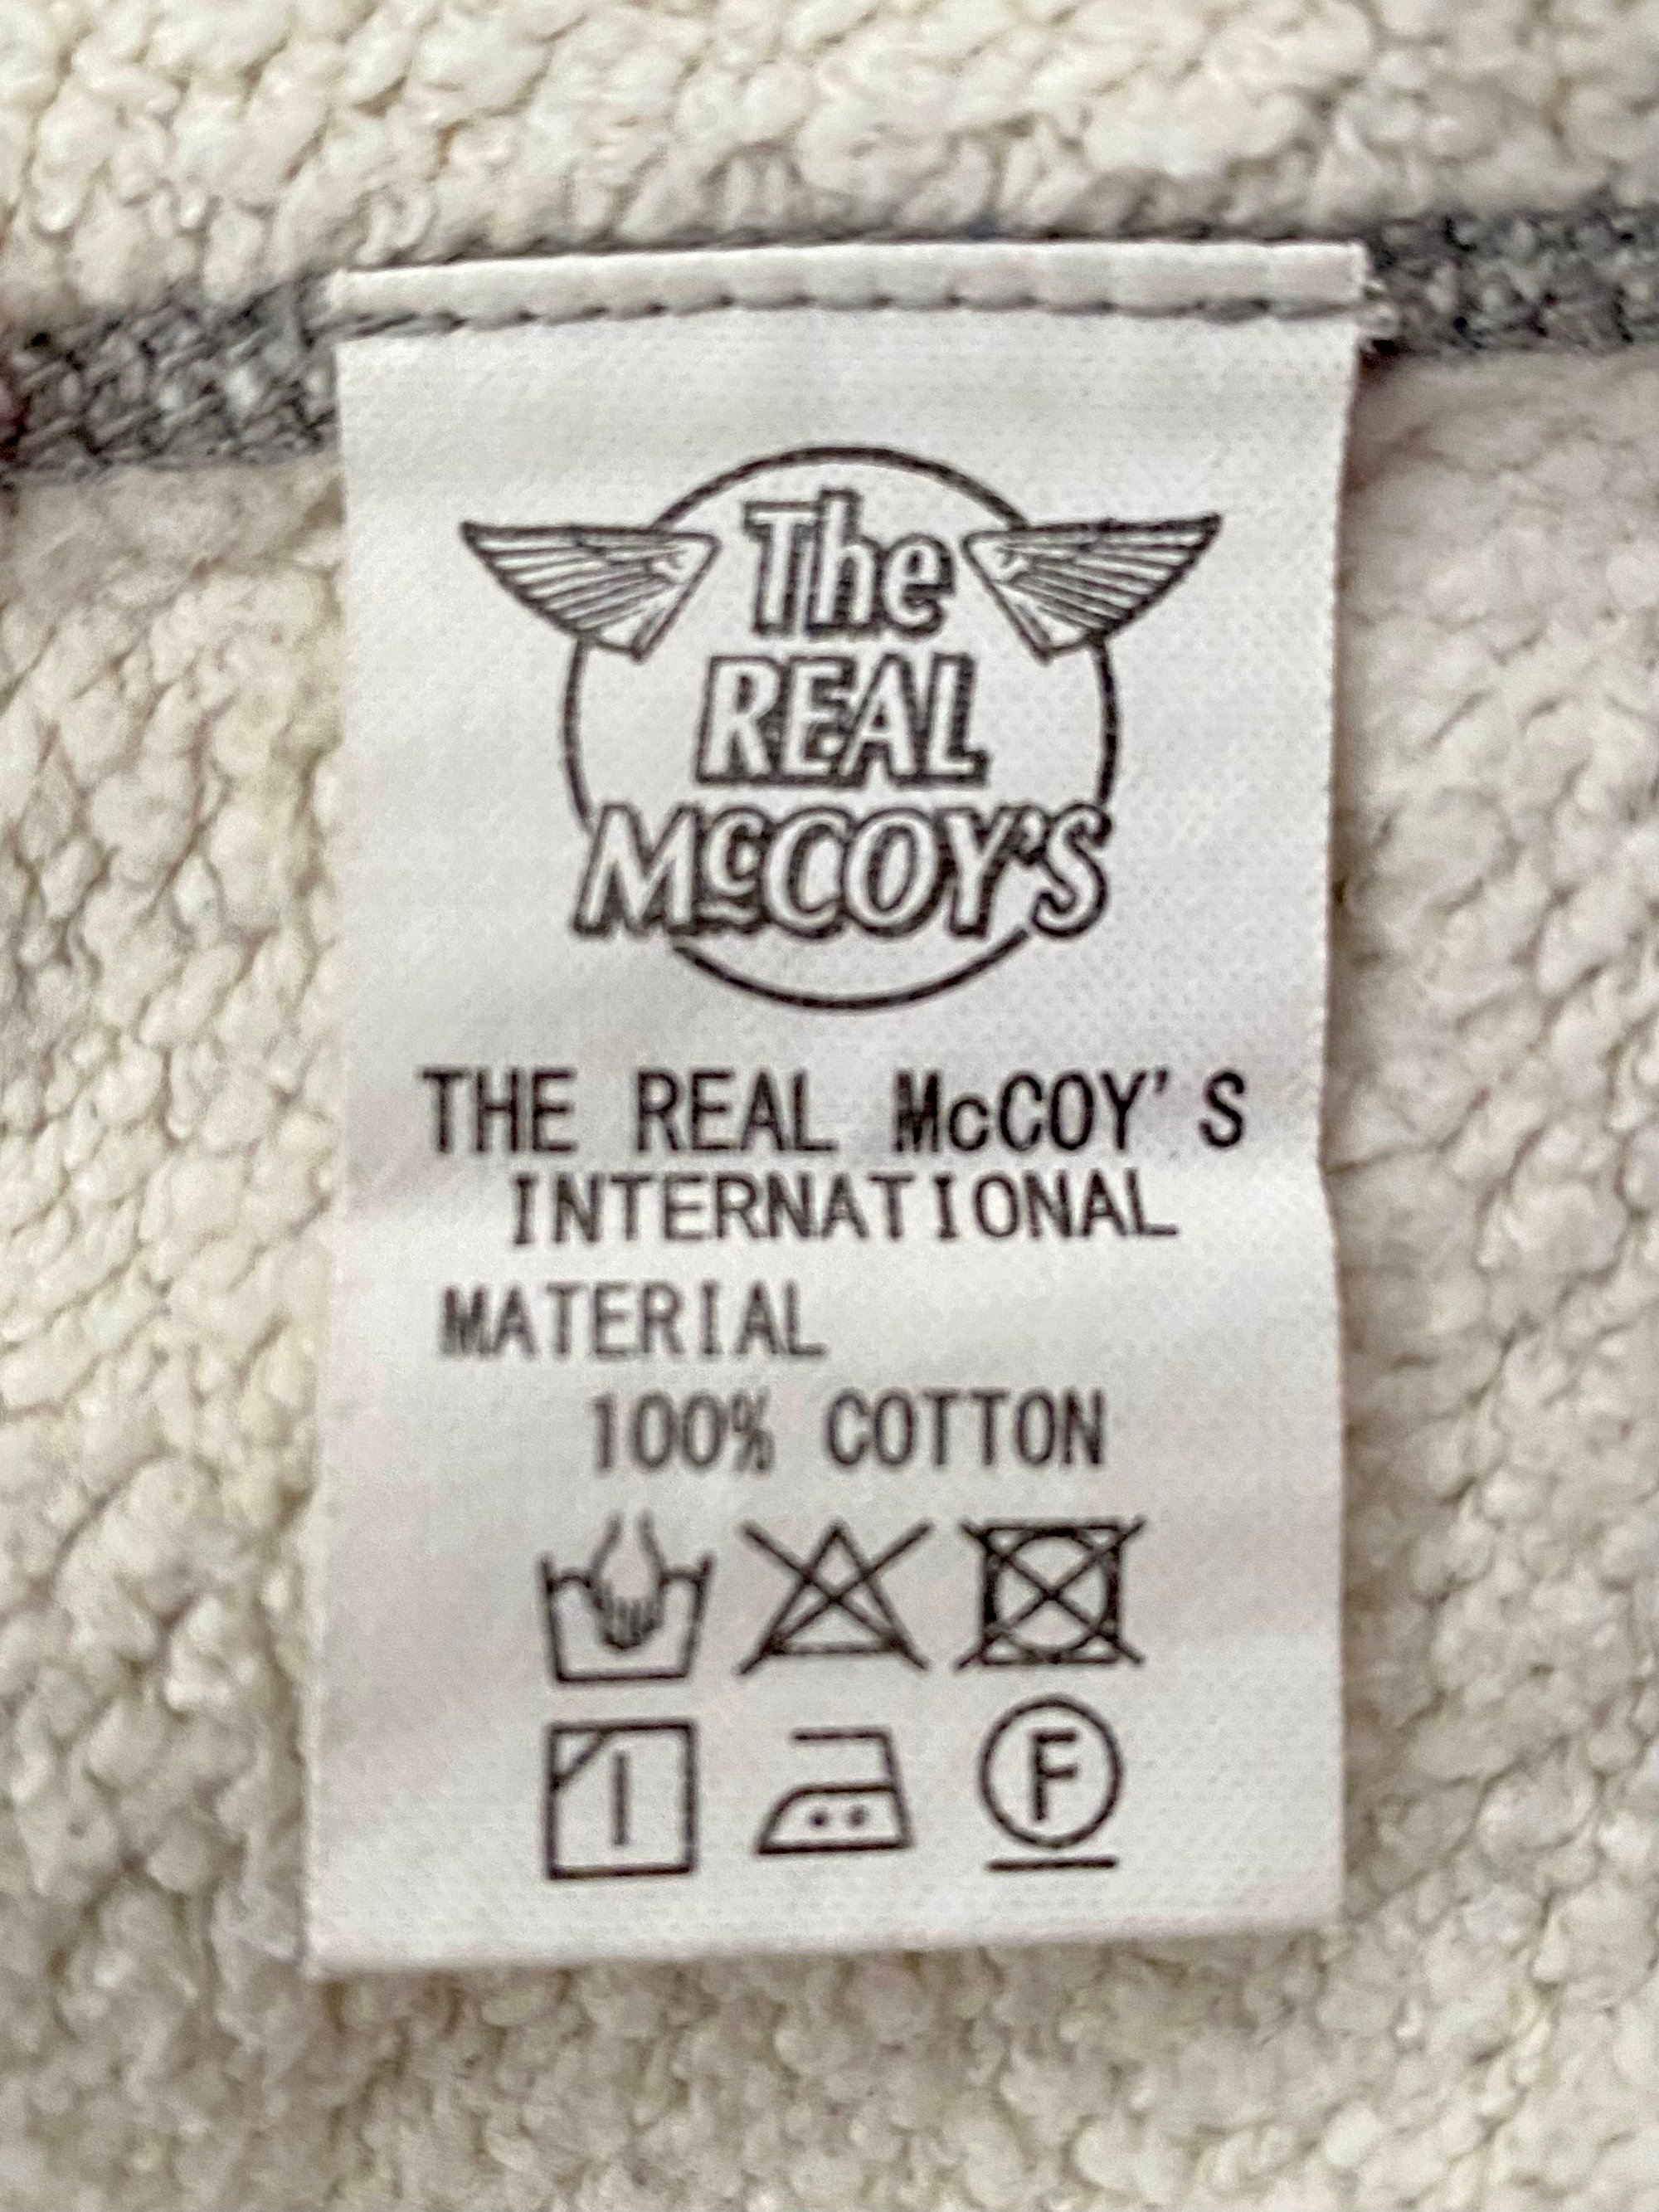 The
REAL
McCOY'S
THE REAL McCOY'S
INTERNATIONAL
MATERIAL
100% COTTON
F